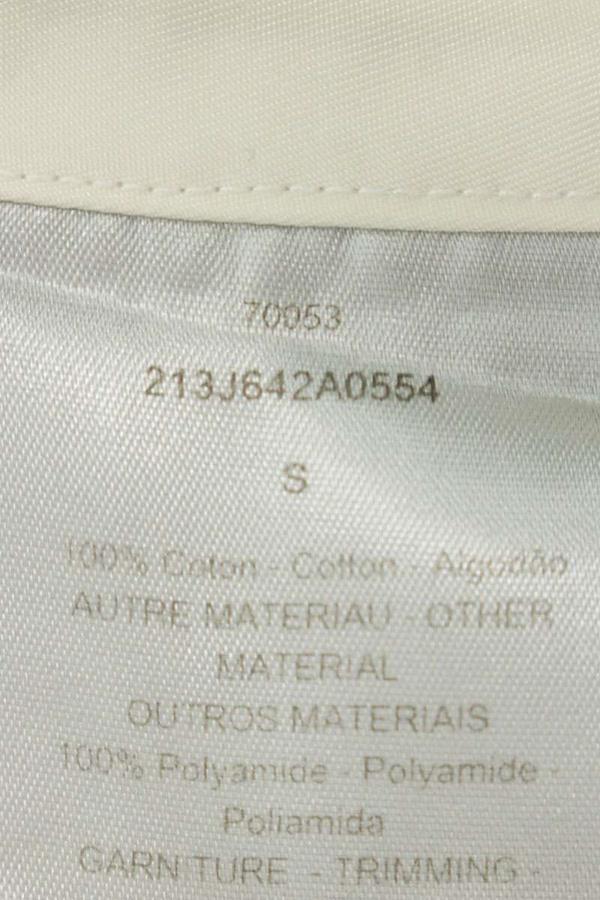 70053
213J642A0554
S
100% Coton - Cotton - Algodão
AUTRE MATERIAU - OTHER
MATERIAL
OUTROS MATERIAIS
100% Polyamide - Polyamide -
Poliamida
GARNITURE - TRIMMING -